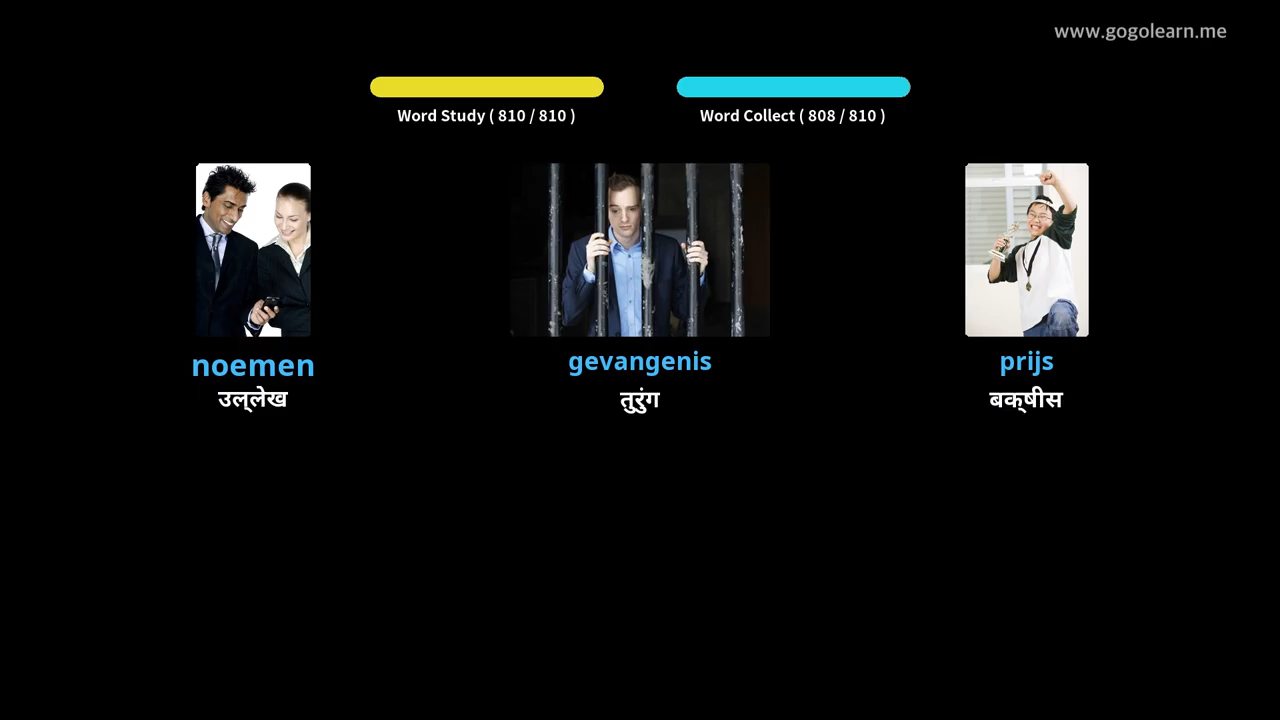 www.gogolearn.me
Word Study ( 810 / 810 )
Word Collect ( 808 / 810 )
noemen
gevangenis
prijs
उल्लेख
तुरुंग
बक्षीस